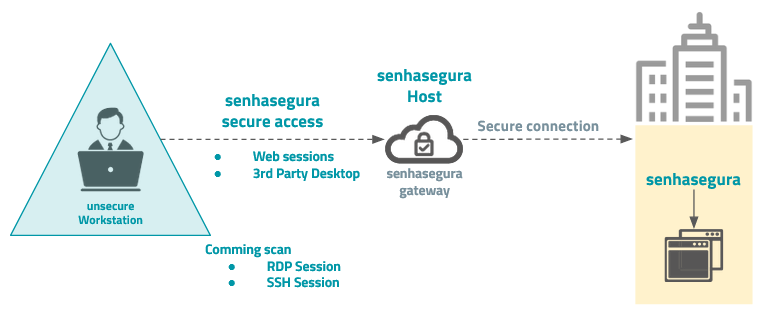 unsecure
Workstation
senhasegura
secure access
● Web sessions
● 3rd Party Desktop
Comming scan
● RDP Session
● SSH Session
senhasegura
Host
senhasegura
gateway
Secure connection
senhasegura